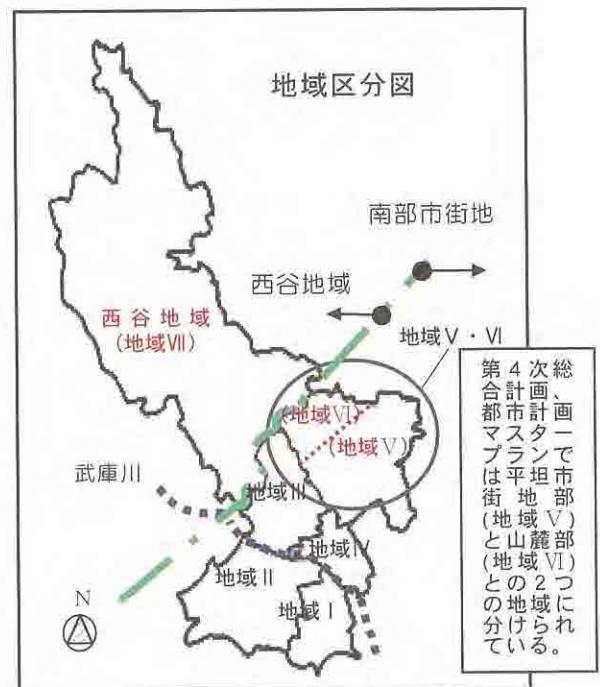 地域区分図
南部市街地
西谷地域
西谷地域
(地域Ⅶ)
地域Ⅴ・Ⅵ
(地域Ⅵ)
(地域Ⅴ)
武庫川
地域Ⅲ
地域Ⅳ
地域Ⅱ
地域Ⅰ
N
第4次総
合計画、
都市計画
マスター
プランで
は平坦市
街地部
(地域Ⅴ)
と山麓部
(地域Ⅵ)
との2つ
の地域に
分けられ
ている。